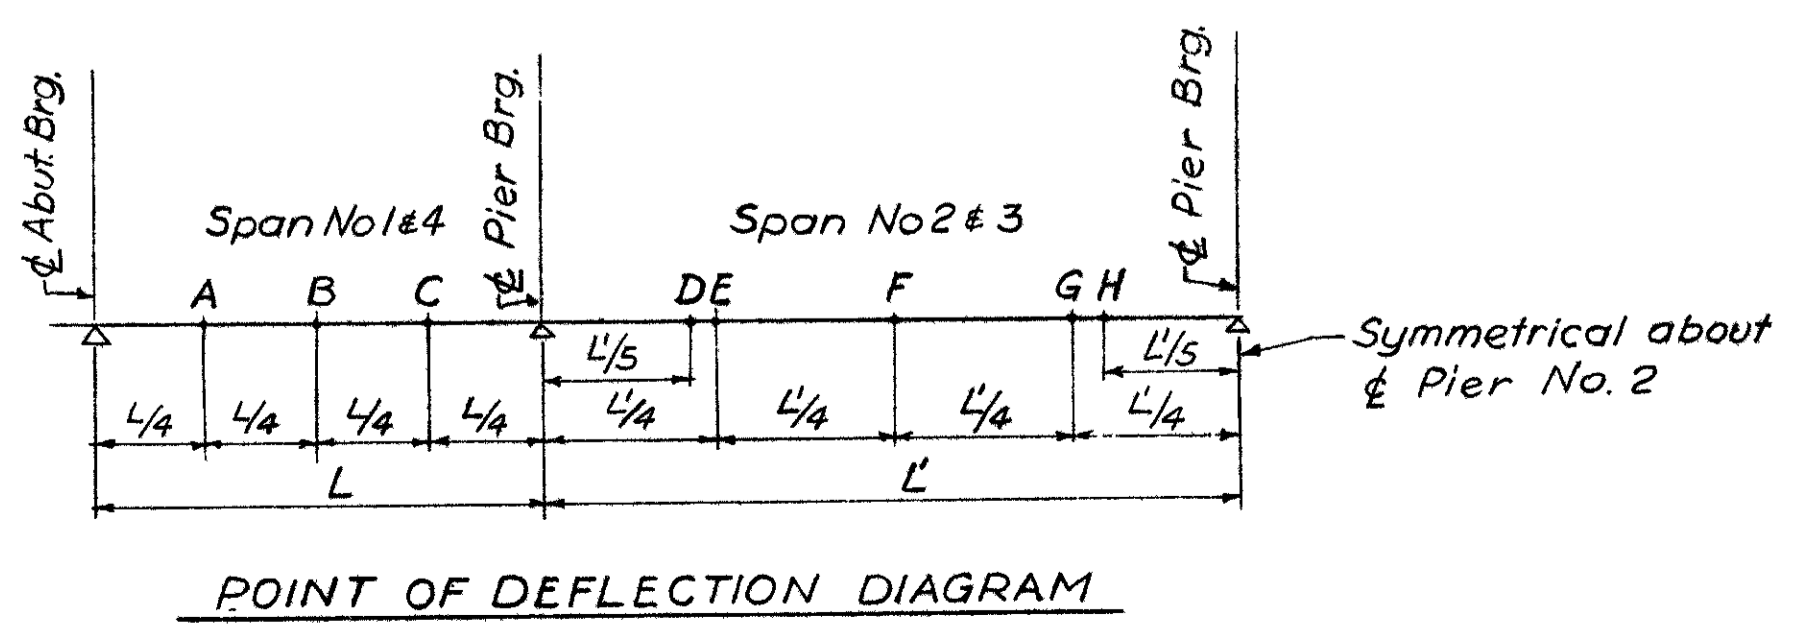 ℄ Abut. Brg.
℄ Pier Brg.
℄ Pier Brg.
Span No 1 & 4
Span No 2 & 3
A B C D E F G H
L'/5 L'/5
L/4 L/4 L/4 L/4 L'/4 L'/4 L'/4 L'/4
L L'
Symmetrical about
℄ Pier No. 2
POINT OF DEFLECTION DIAGRAM